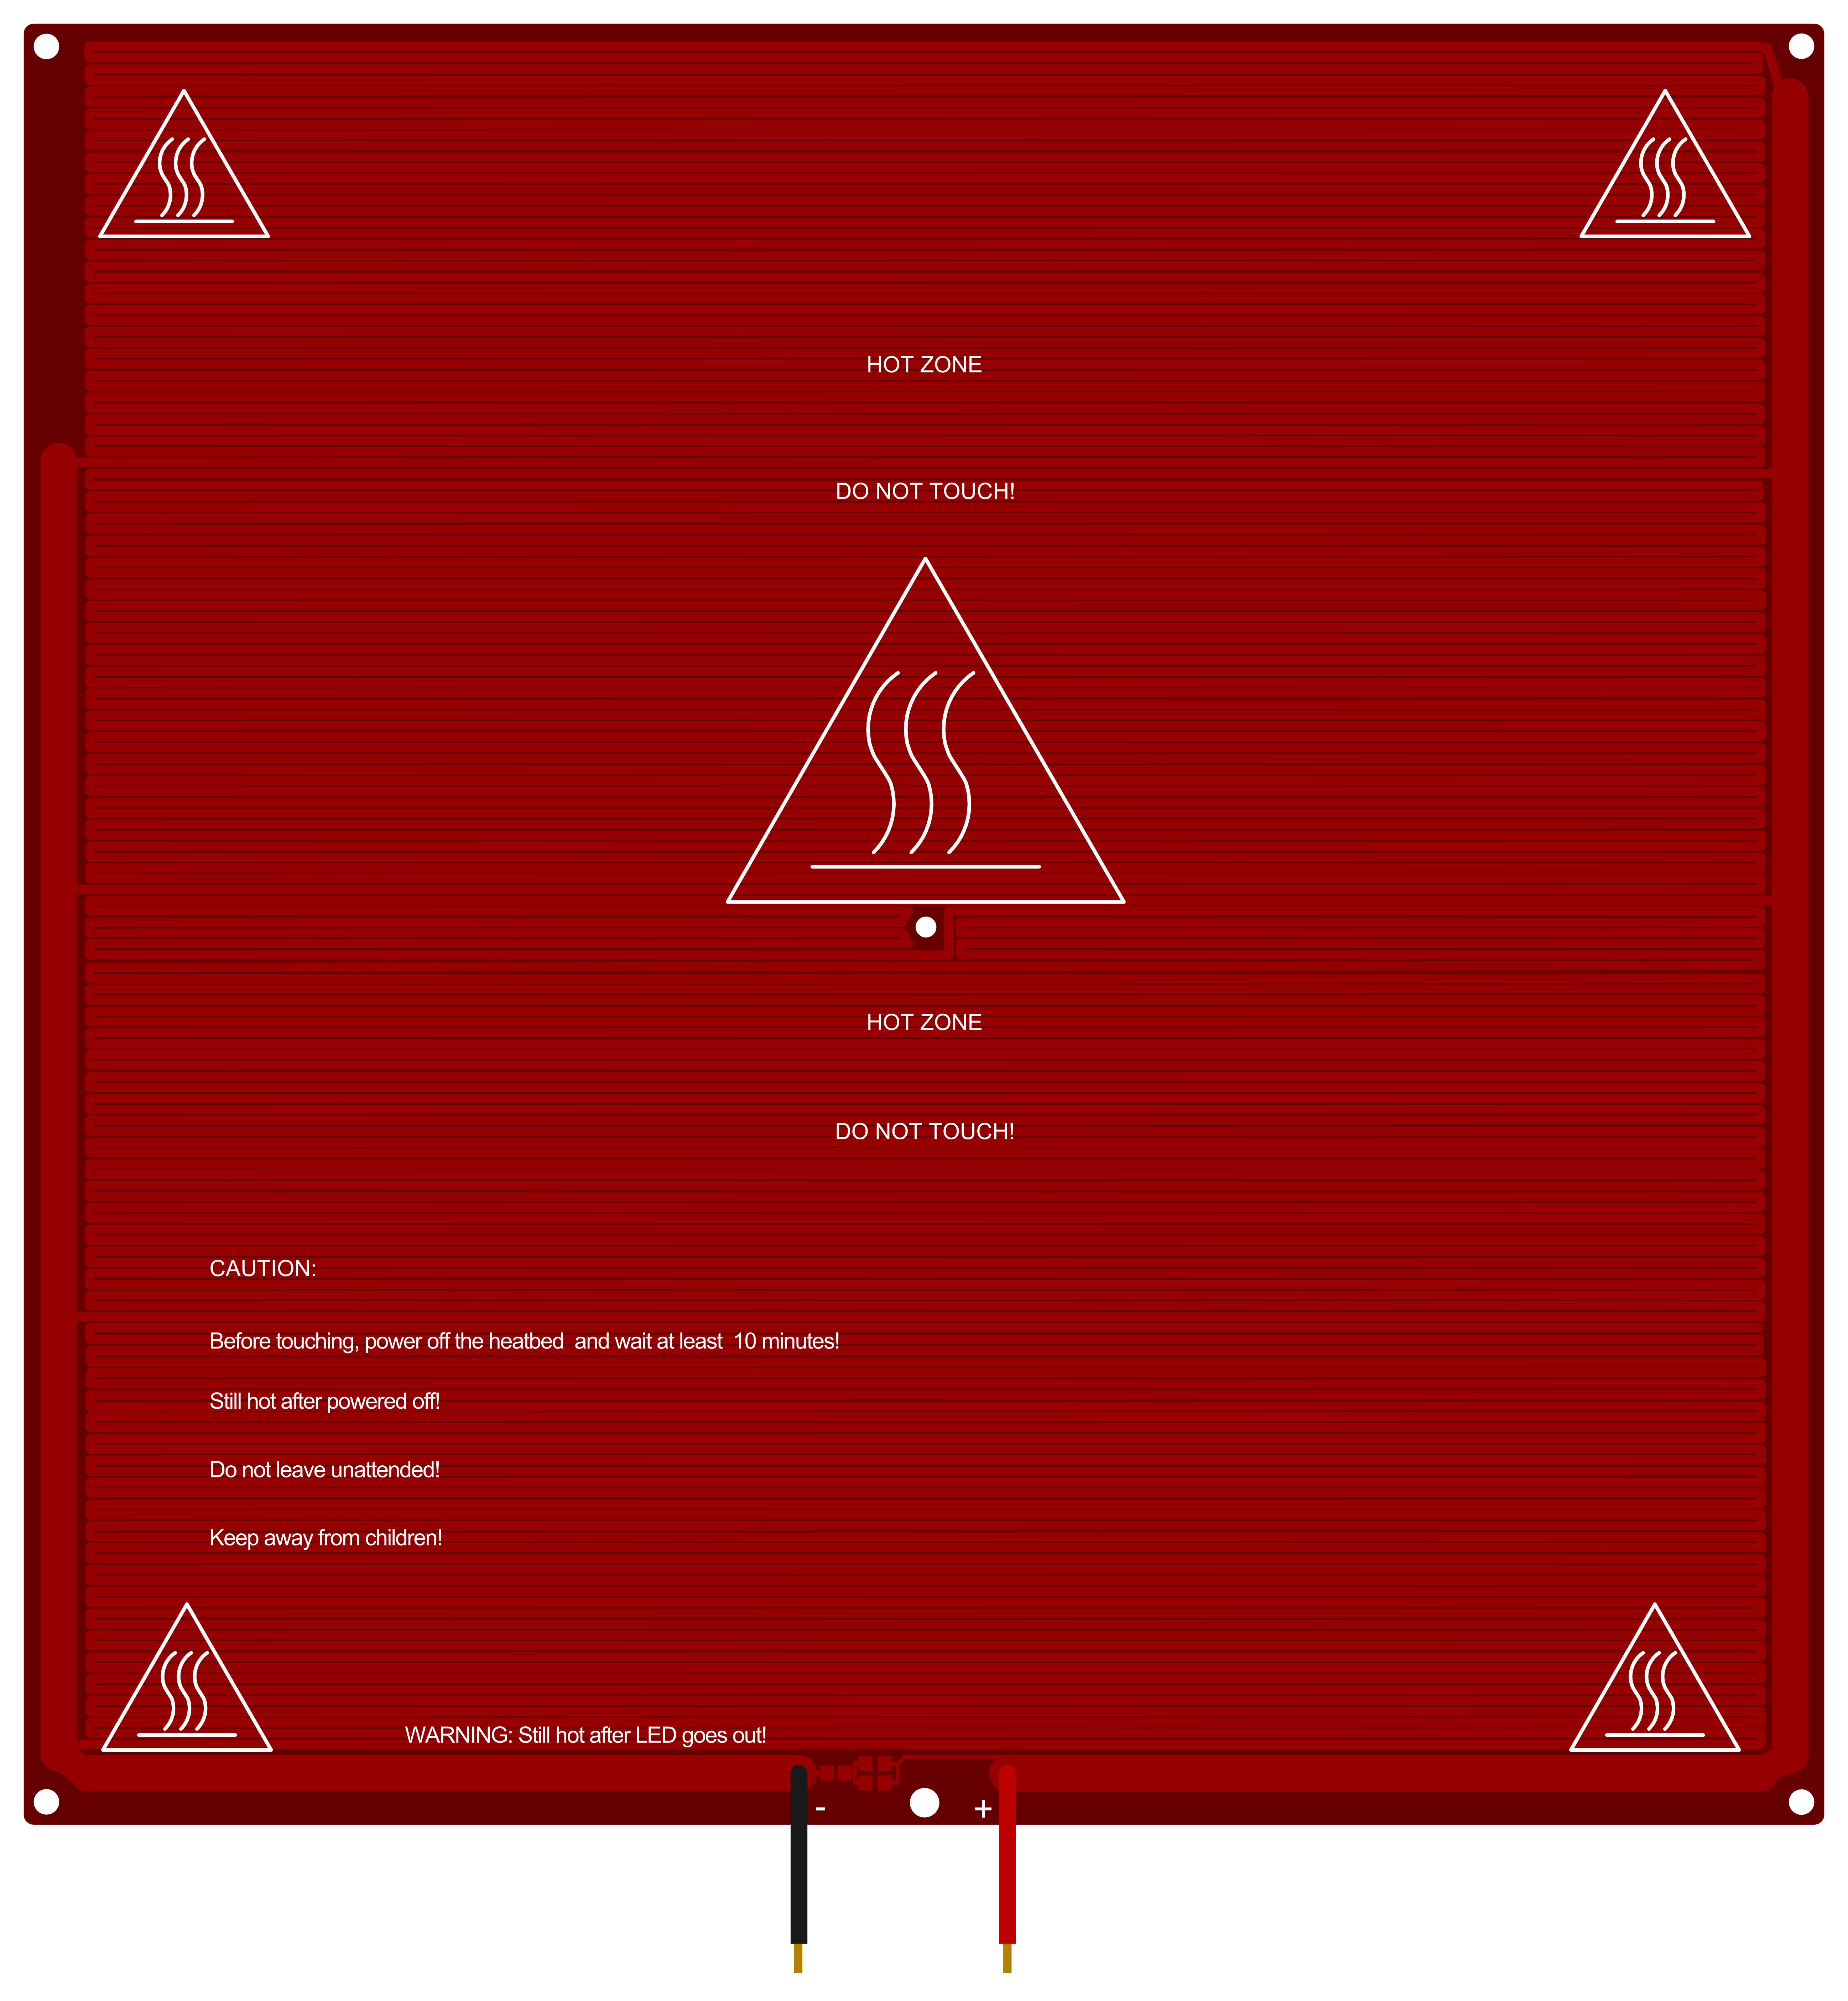 HOT ZONE
DO NOT TOUCH!
HOT ZONE
DO NOT TOUCH!
CAUTION:
Before touching, power off the heatbed  and wait at least  10 minutes!
Still hot after powered off!
Do not leave unattended!
Keep away from children!
WARNING: Still hot after LED goes out!
- +